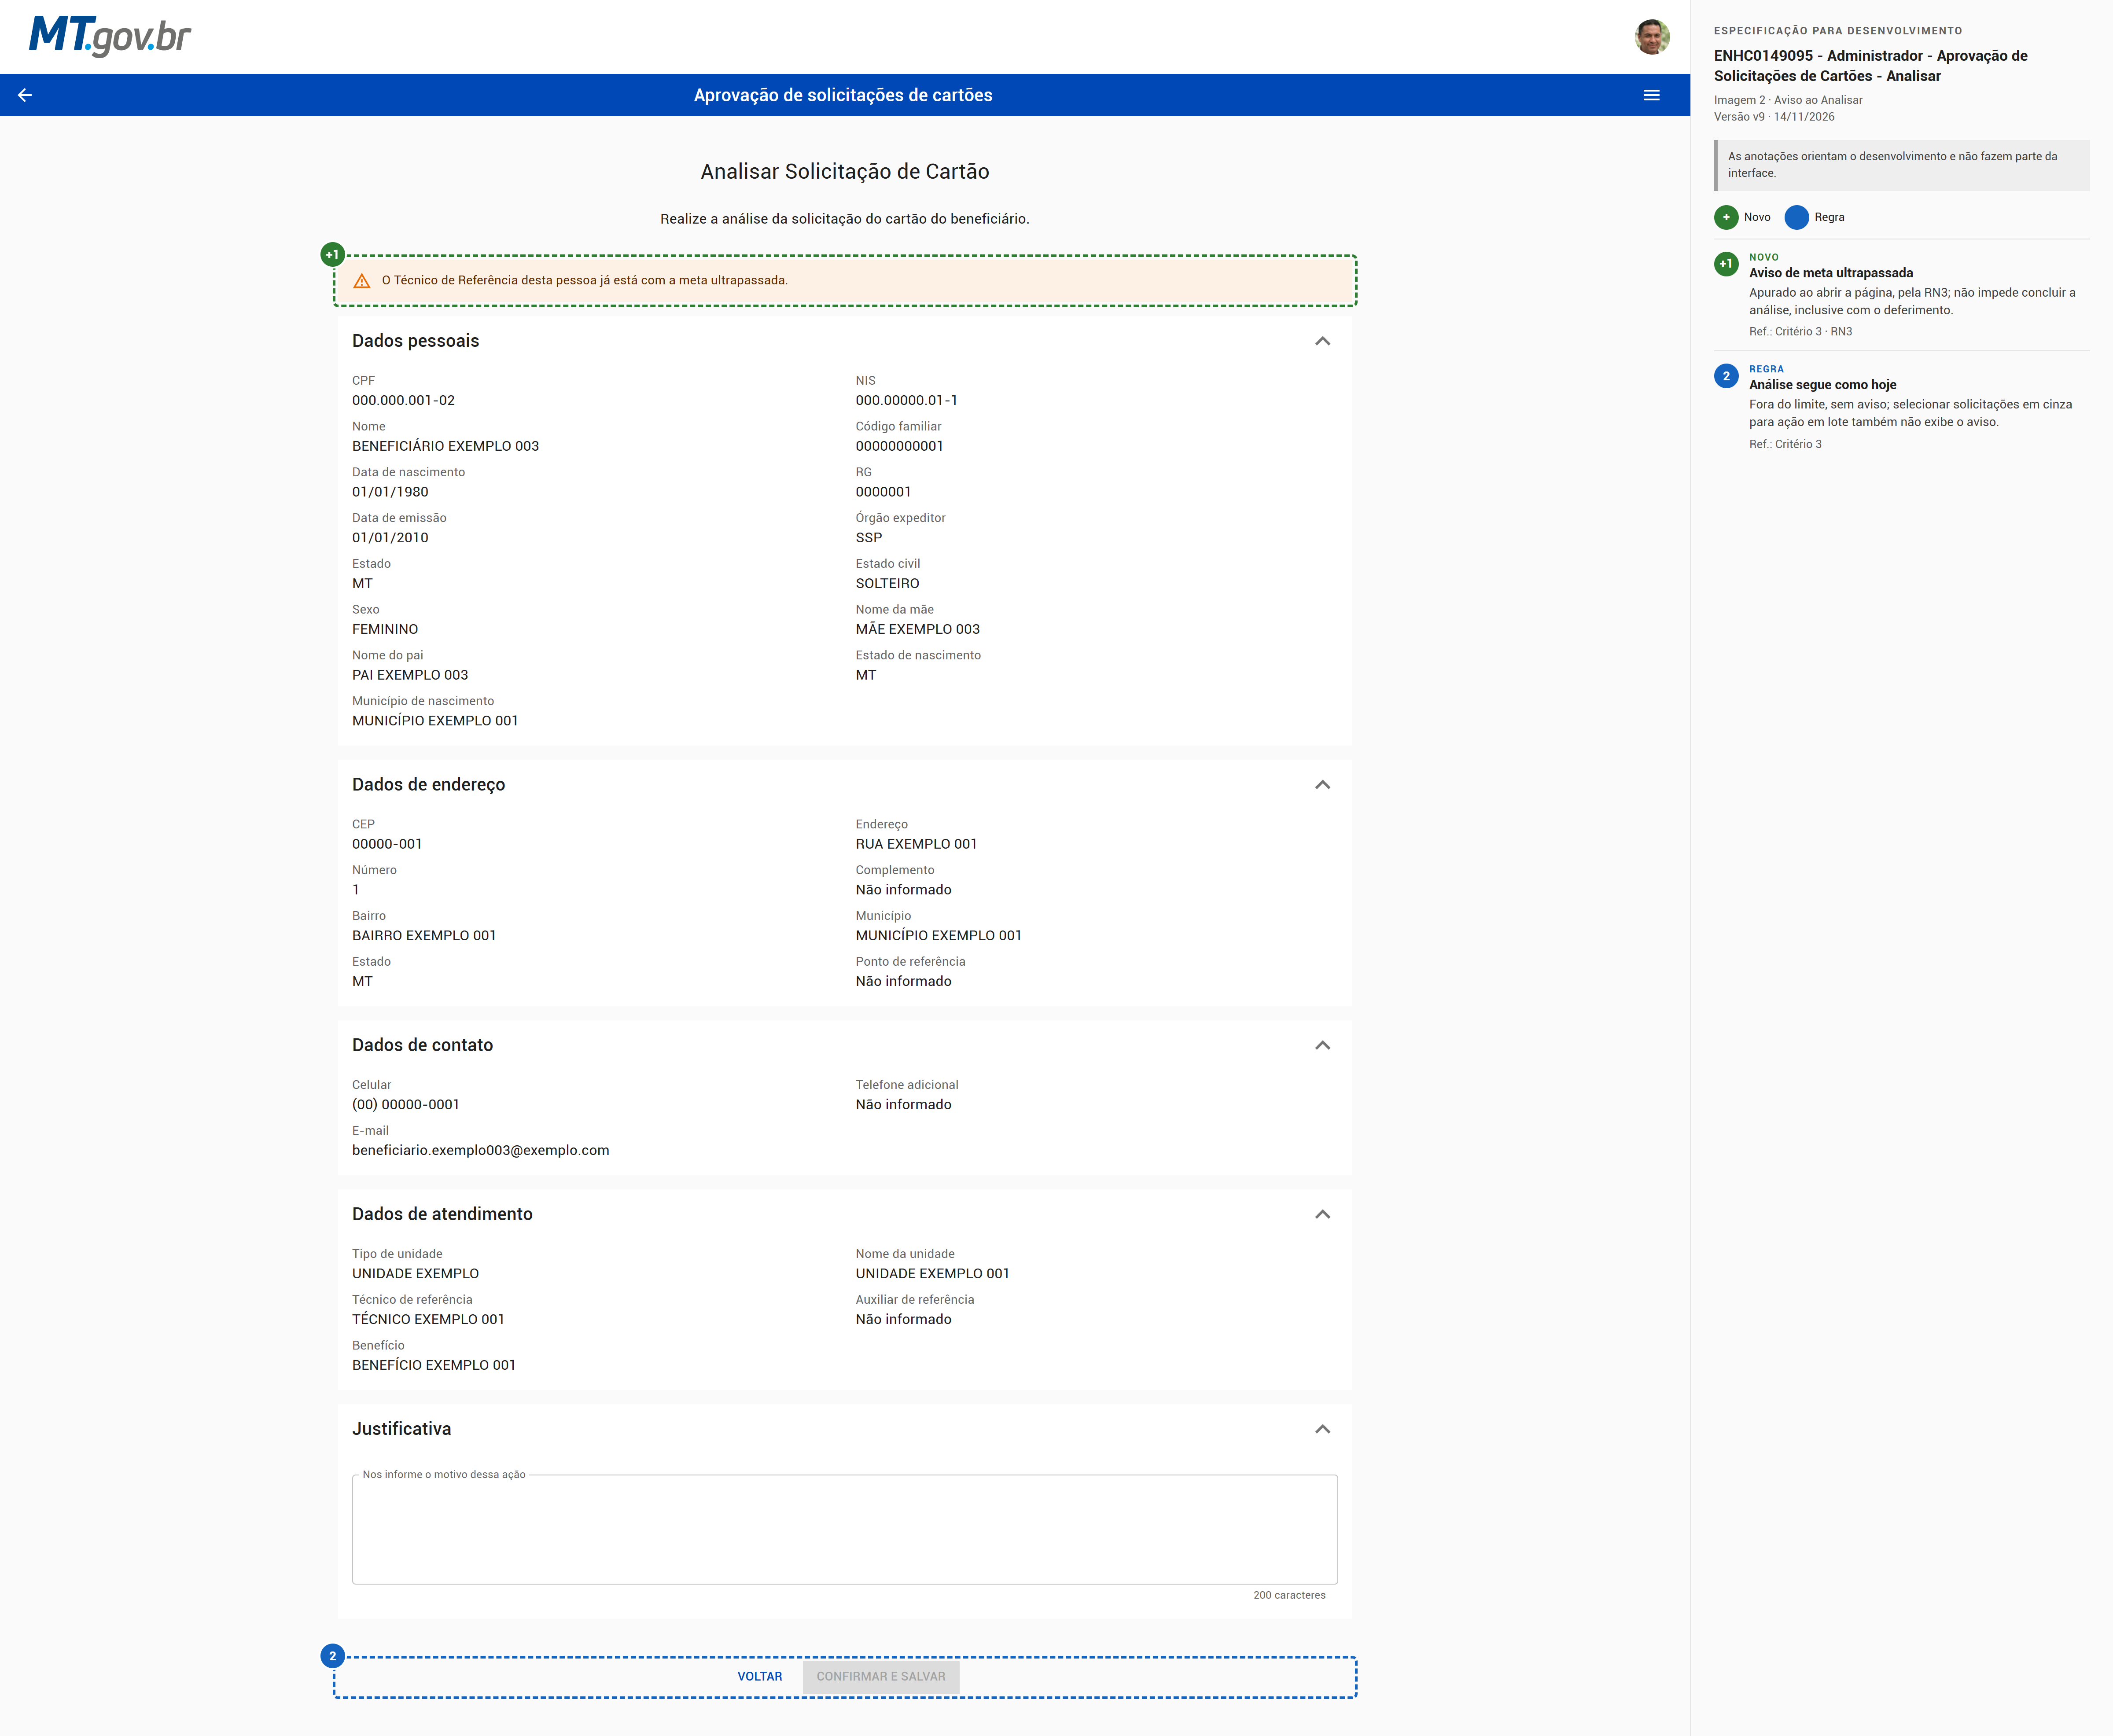 MT.gov.br
Aprovação de solicitações de cartões
Analisar Solicitação de Cartão
Realize a análise da solicitação do cartão do beneficiário.
+1
O Técnico de Referência desta pessoa já está com a meta ultrapassada.
Dados pessoais
CPF
000.000.001-02
NIS
000.00000.01-1
Nome
BENEFICIÁRIO EXEMPLO 003
Código familiar
00000000001
Data de nascimento
01/01/1980
RG
0000001
Data de emissão
01/01/2010
Órgão expeditor
SSP
Estado
MT
Estado civil
SOLTEIRO
Sexo
FEMININO
Nome da mãe
MÃE EXEMPLO 003
Nome do pai
PAI EXEMPLO 003
Estado de nascimento
MT
Município de nascimento
MUNICÍPIO EXEMPLO 001
Dados de endereço
CEP
00000-001
Endereço
RUA EXEMPLO 001
Número
1
Complemento
Não informado
Bairro
BAIRRO EXEMPLO 001
Município
MUNICÍPIO EXEMPLO 001
Estado
MT
Ponto de referência
Não informado
Dados de contato
Celular
(00) 00000-0001
Telefone adicional
Não informado
E-mail
beneficiario.exemplo003@exemplo.com
Dados de atendimento
Tipo de unidade
UNIDADE EXEMPLO
Nome da unidade
UNIDADE EXEMPLO 001
Técnico de referência
TÉCNICO EXEMPLO 001
Auxiliar de referência
Não informado
Benefício
BENEFÍCIO EXEMPLO 001
Justificativa
Nos informe o motivo dessa ação
200 caracteres
2
VOLTAR
CONFIRMAR E SALVAR
ESPECIFICAÇÃO PARA DESENVOLVIMENTO
ENHC0149095 - Administrador - Aprovação de
Solicitações de Cartões - Analisar
Imagem 2 · Aviso ao Analisar
Versão v9 · 14/11/2026
As anotações orientam o desenvolvimento e não fazem parte da
interface.
+ Novo
Regra
+1
NOVO
Aviso de meta ultrapassada
Apurado ao abrir a página, pela RN3; não impede concluir a
análise, inclusive com o deferimento.
Ref.: Critério 3 · RN3
2
REGRA
Análise segue como hoje
Fora do limite, sem aviso; selecionar solicitações em cinza
para ação em lote também não exibe o aviso.
Ref.: Critério 3